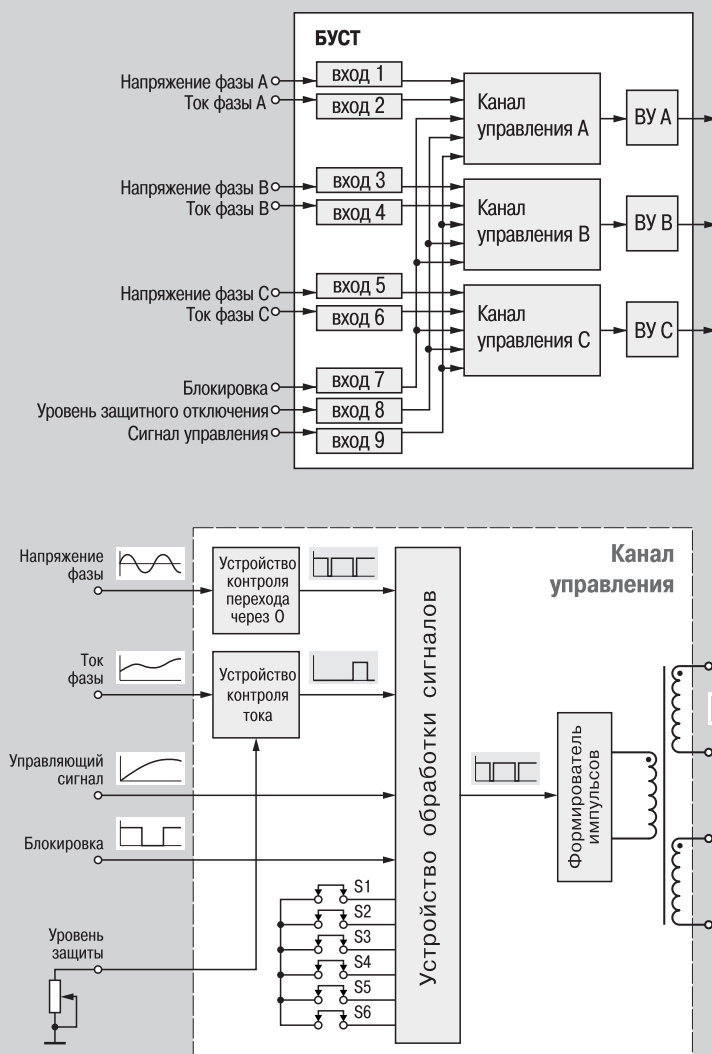 БУСТ
Напряжение фазы А
вход 1
Ток фазы А
вход 2
Канал
управления А
ВУ А
Напряжение фазы В
вход 3
Ток фазы В
вход 4
Канал
управления В
ВУ В
Напряжение фазы С
вход 5
Ток фазы С
вход 6
Канал
управления С
ВУ С
Блокировка
вход 7
Уровень защитного отключения
вход 8
Сигнал управления
вход 9
Канал
управления
Напряжение
фазы
Устройство
контроля
перехода
через 0
Ток
фазы
Устройство
контроля
тока
Управляющий
сигнал
Блокировка
Уровень
защиты
S1
S2
S3
S4
S5
S6
Устройство обработки сигналов
Формирователь
импульсов